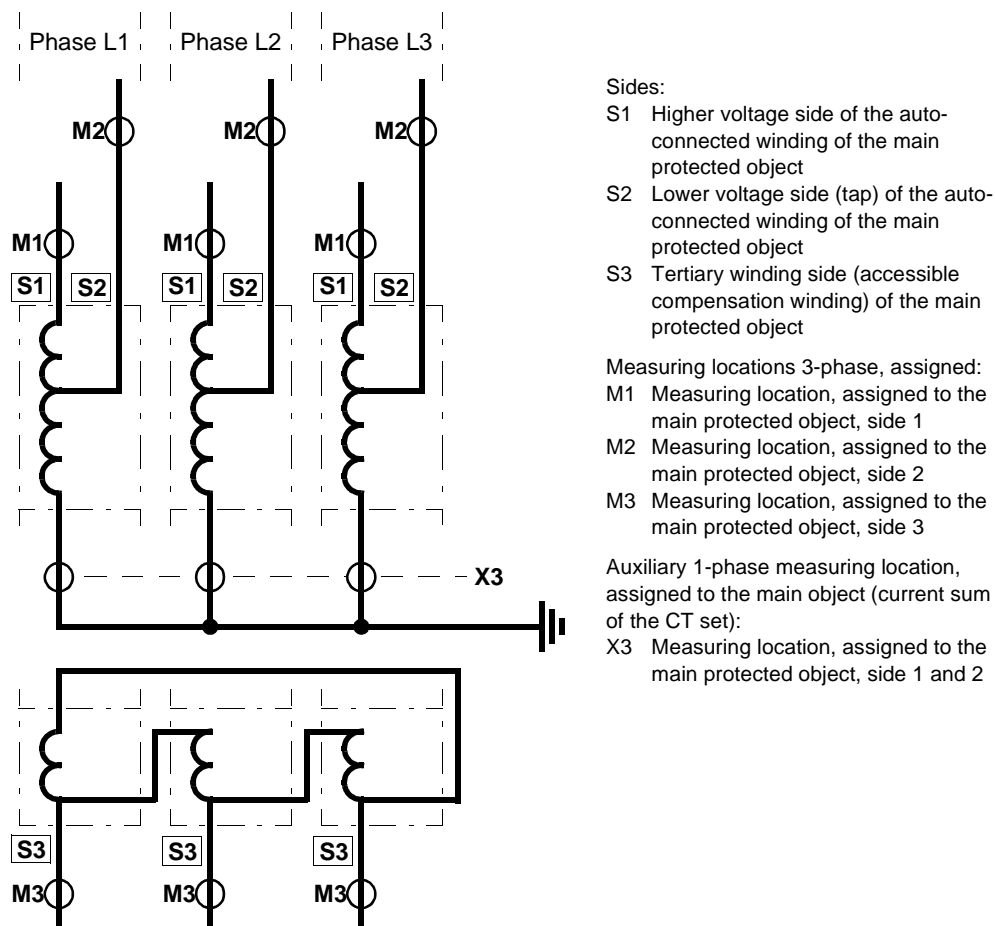 Phase L1 Phase L2 Phase L3
M2 M2 M2
M1 M1 M1
S1 S2 S1 S2 S1 S2
X3
S3 S3 S3
M3 M3 M3
Sides:
S1 Higher voltage side of the auto-
connected winding of the main
protected object
S2 Lower voltage side (tap) of the auto-
connected winding of the main
protected object
S3 Tertiary winding side (accessible
compensation winding) of the main
protected object
Measuring locations 3-phase, assigned:
M1 Measuring location, assigned to the
main protected object, side 1
M2 Measuring location, assigned to the
main protected object, side 2
M3 Measuring location, assigned to the
main protected object, side 3
Auxiliary 1-phase measuring location,
assigned to the main object (current sum
of the CT set):
X3 Measuring location, assigned to the
main protected object, side 1 and 2